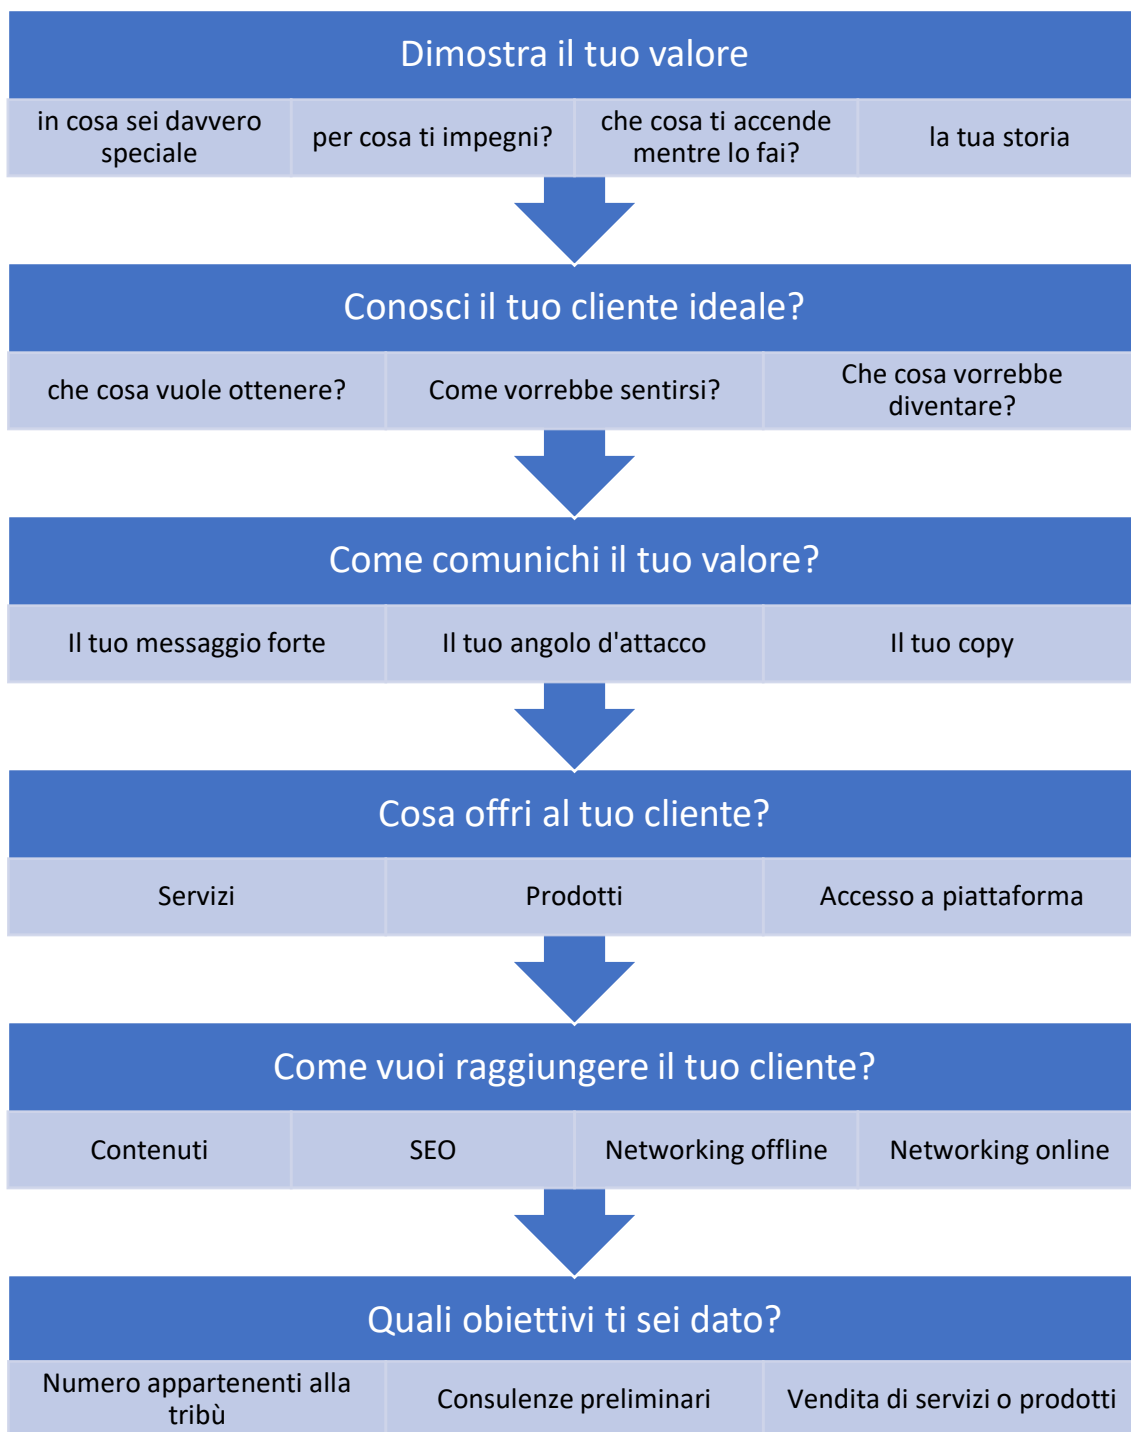 Dimostra il tuo valore
in cosa sei davvero
speciale
per cosa ti impegni?
che cosa ti accende
mentre lo fai?
la tua storia
Conosci il tuo cliente ideale?
che cosa vuole ottenere?
Come vorrebbe sentirsi?
Che cosa vorrebbe
diventare?
Come comunichi il tuo valore?
Il tuo messaggio forte
Il tuo angolo d'attacco
Il tuo copy
Cosa offri al tuo cliente?
Servizi
Prodotti
Accesso a piattaforma
Come vuoi raggiungere il tuo cliente?
Contenuti
SEO
Networking offline
Networking online
Quali obiettivi ti sei dato?
Numero appartenenti alla
tribù
Consulenze preliminari
Vendita di servizi o prodotti